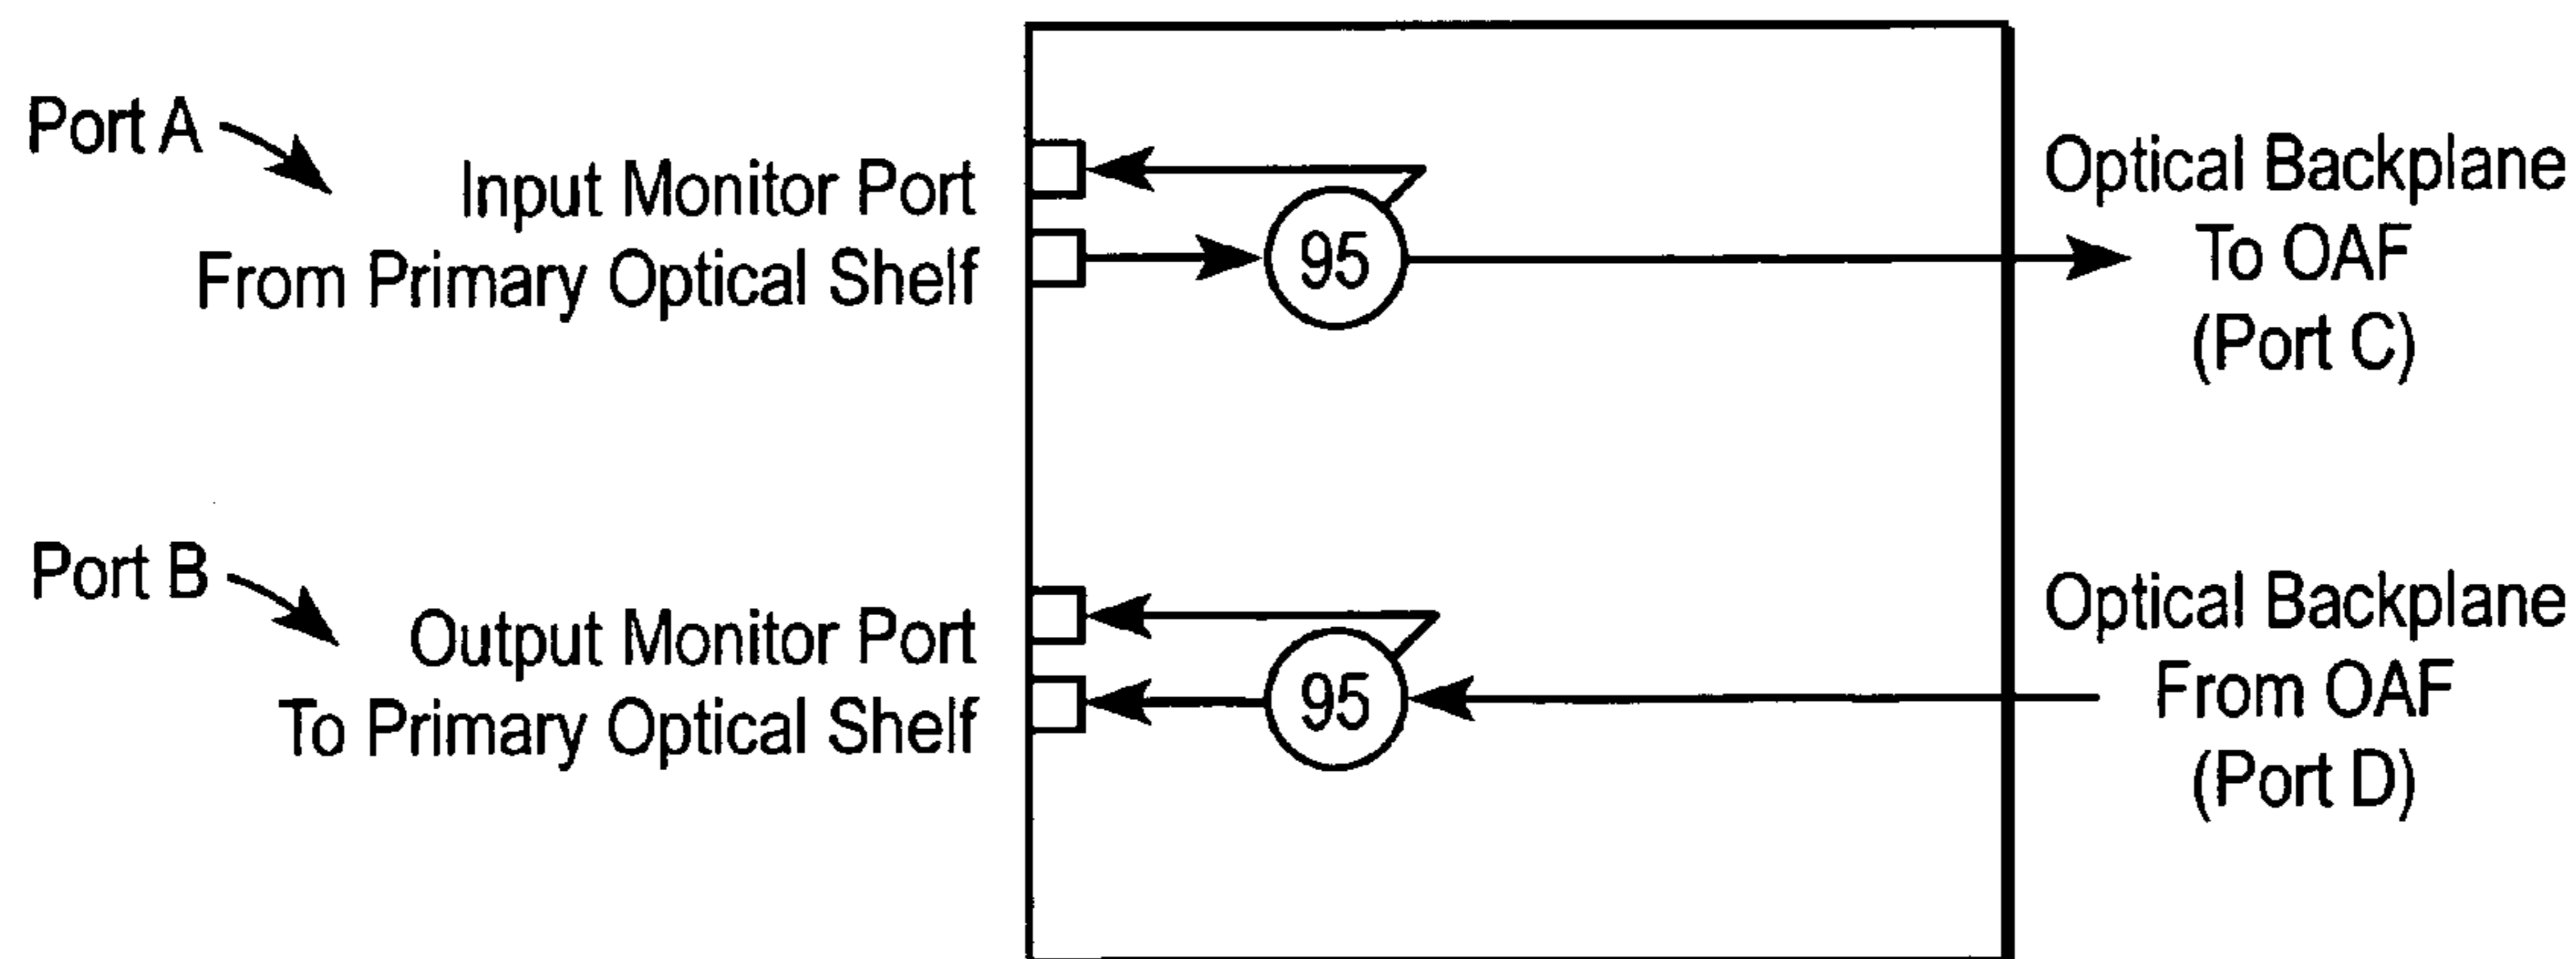 Port A
Input Monitor Port
From Primary Optical Shelf
95
Optical Backplane
To OAF
(Port C)
Port B
Output Monitor Port
To Primary Optical Shelf
95
Optical Backplane
From OAF
(Port D)